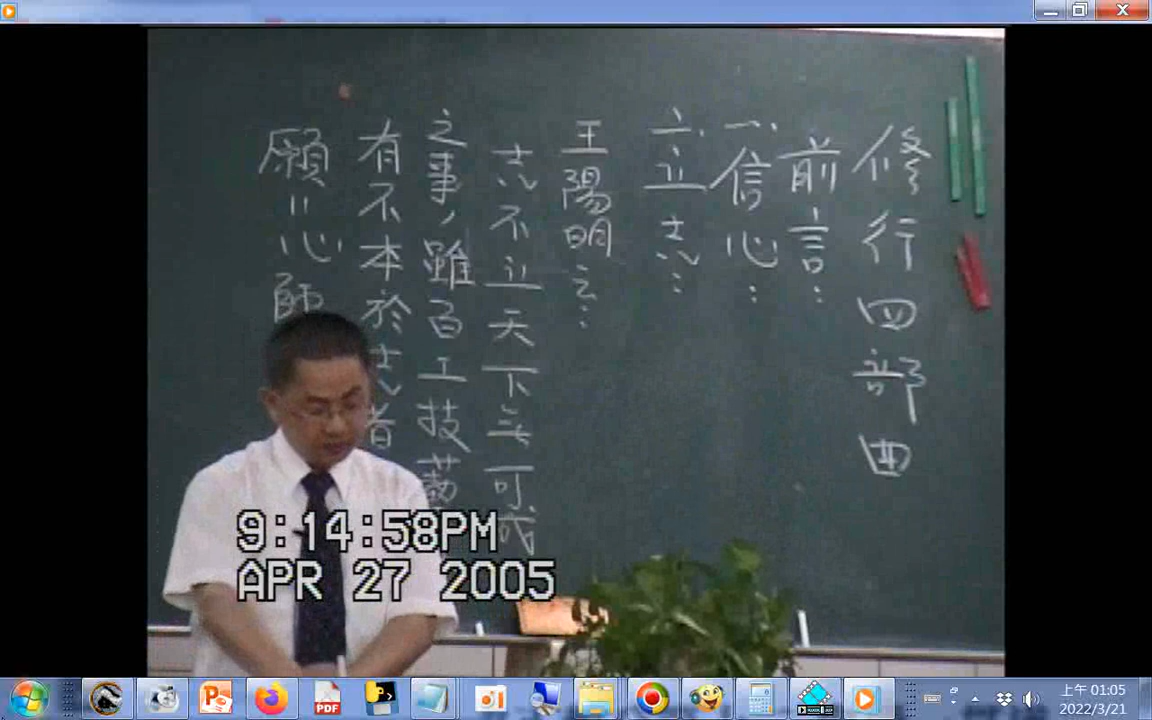 修行四部曲
前言：
一.信心：
二.立志：
王陽明云：
志不立天下無可成
之事，雖百工技藝
有不本於志者
願心師
9:14:58PM
APR 27 2005
PDF
上午 01:05
2022/3/21